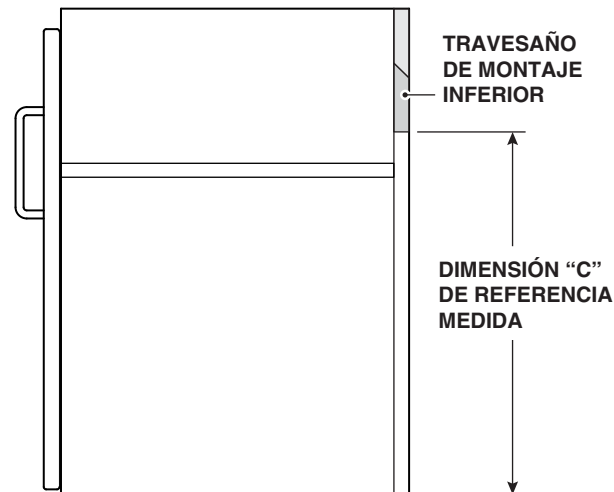 TRAVESAÑO
DE MONTAJE
INFERIOR
DIMENSIÓN “C”
DE REFERENCIA
MEDIDA